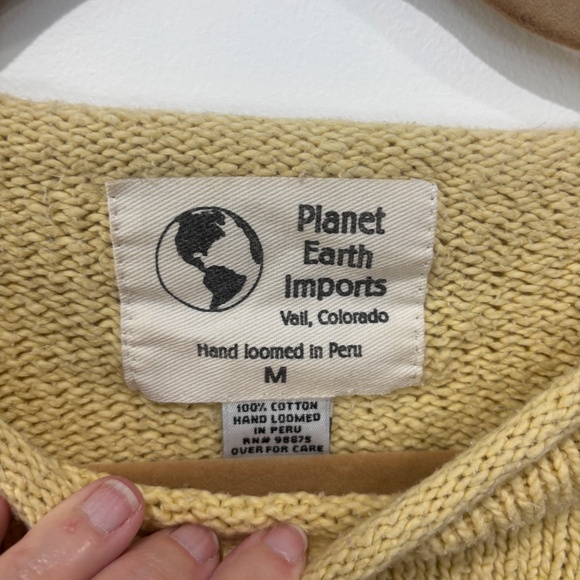 Planet
Earth
Imports
Vail, Colorado
Hand loomed in Peru
M
100% COTTON
HAND LOOMED
IN PERU
RN# 98875
OVER FOR CARE